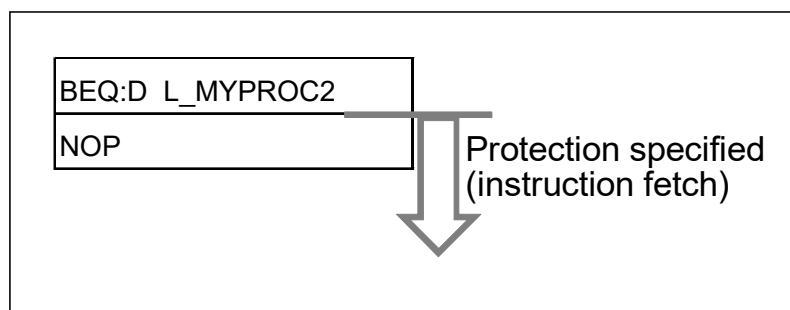 BEQ:D L_MYPROC2
NOP
Protection specified
(instruction fetch)